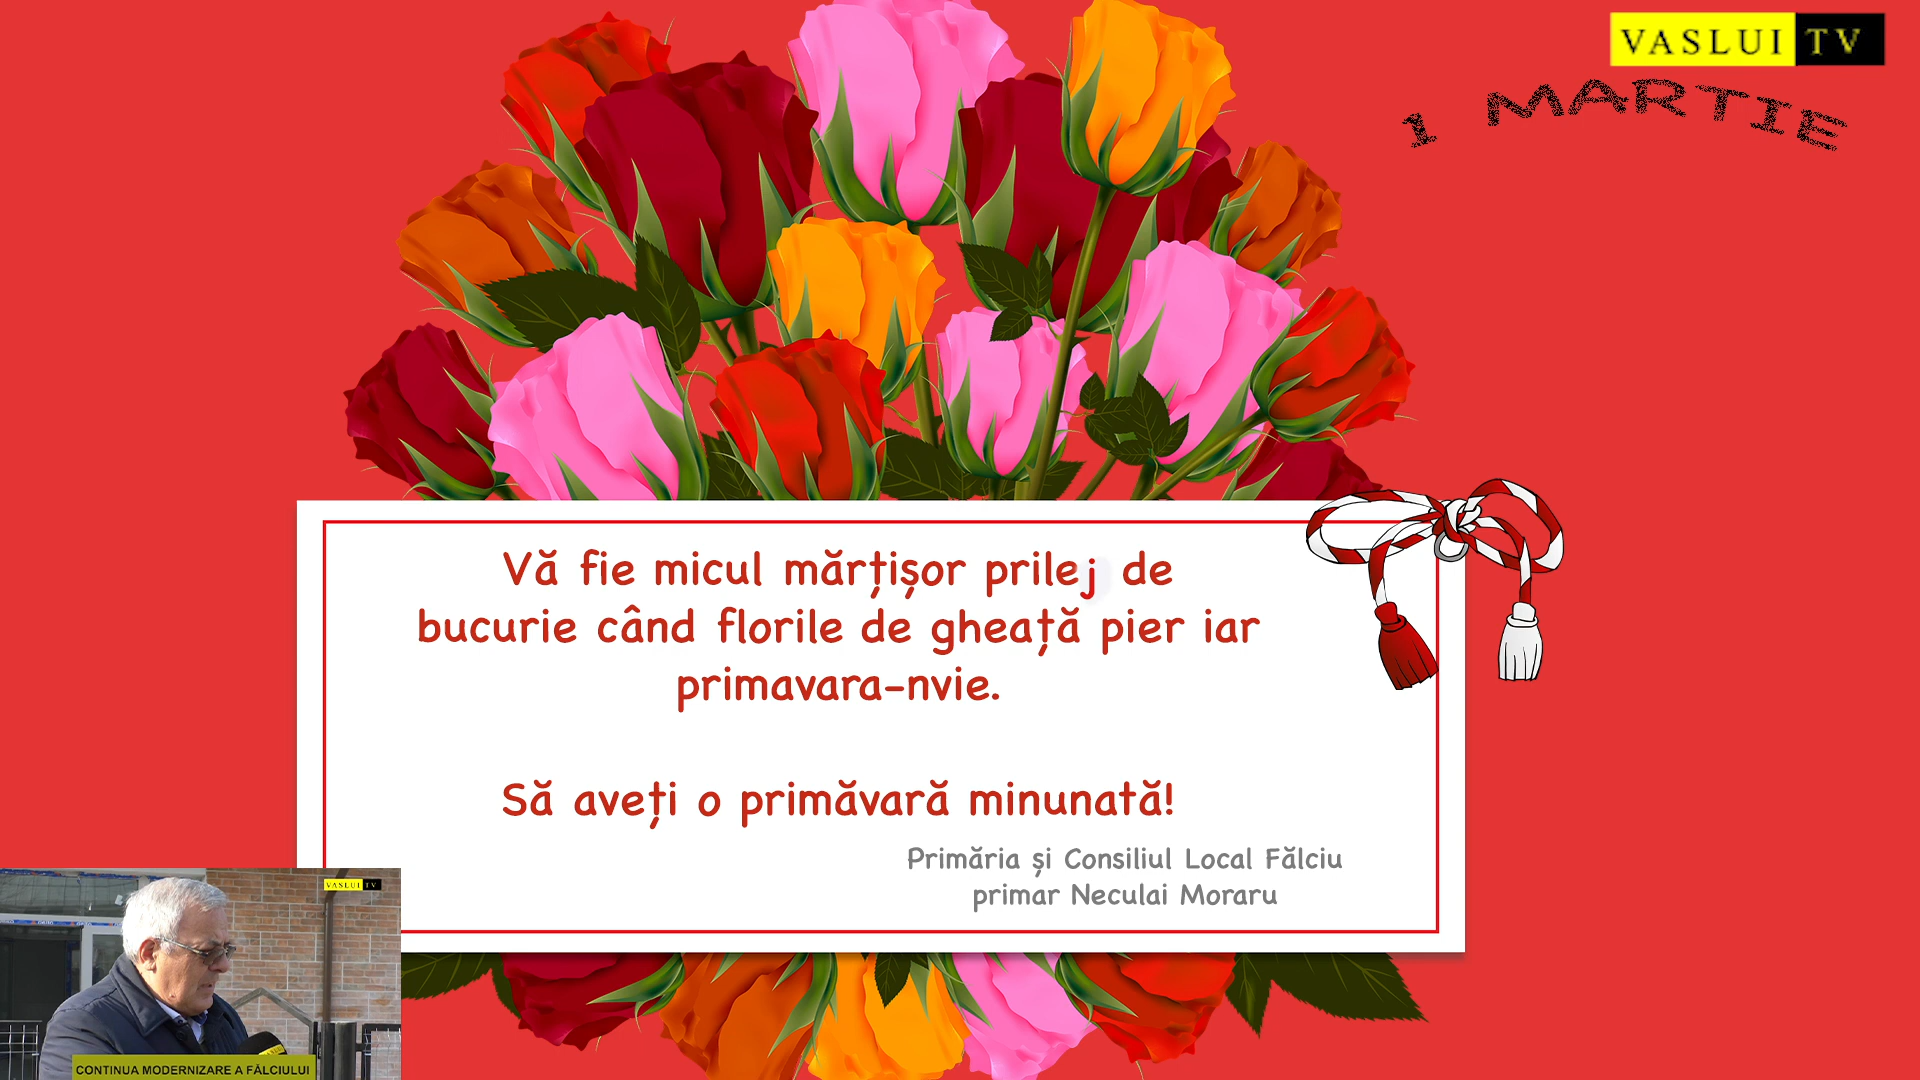 VASLUI TV
1 MARTIE
Vă fie micul mărțișor prilej de
bucurie când florile de gheață pier iar
primavara-nvie.
Să aveți o primăvară minunată!
Primăria și Consiliul Local Fălciu
primar Neculai Moraru
VASLUI TV
CONTINUA MODERNIZARE A FĂLCIULUI